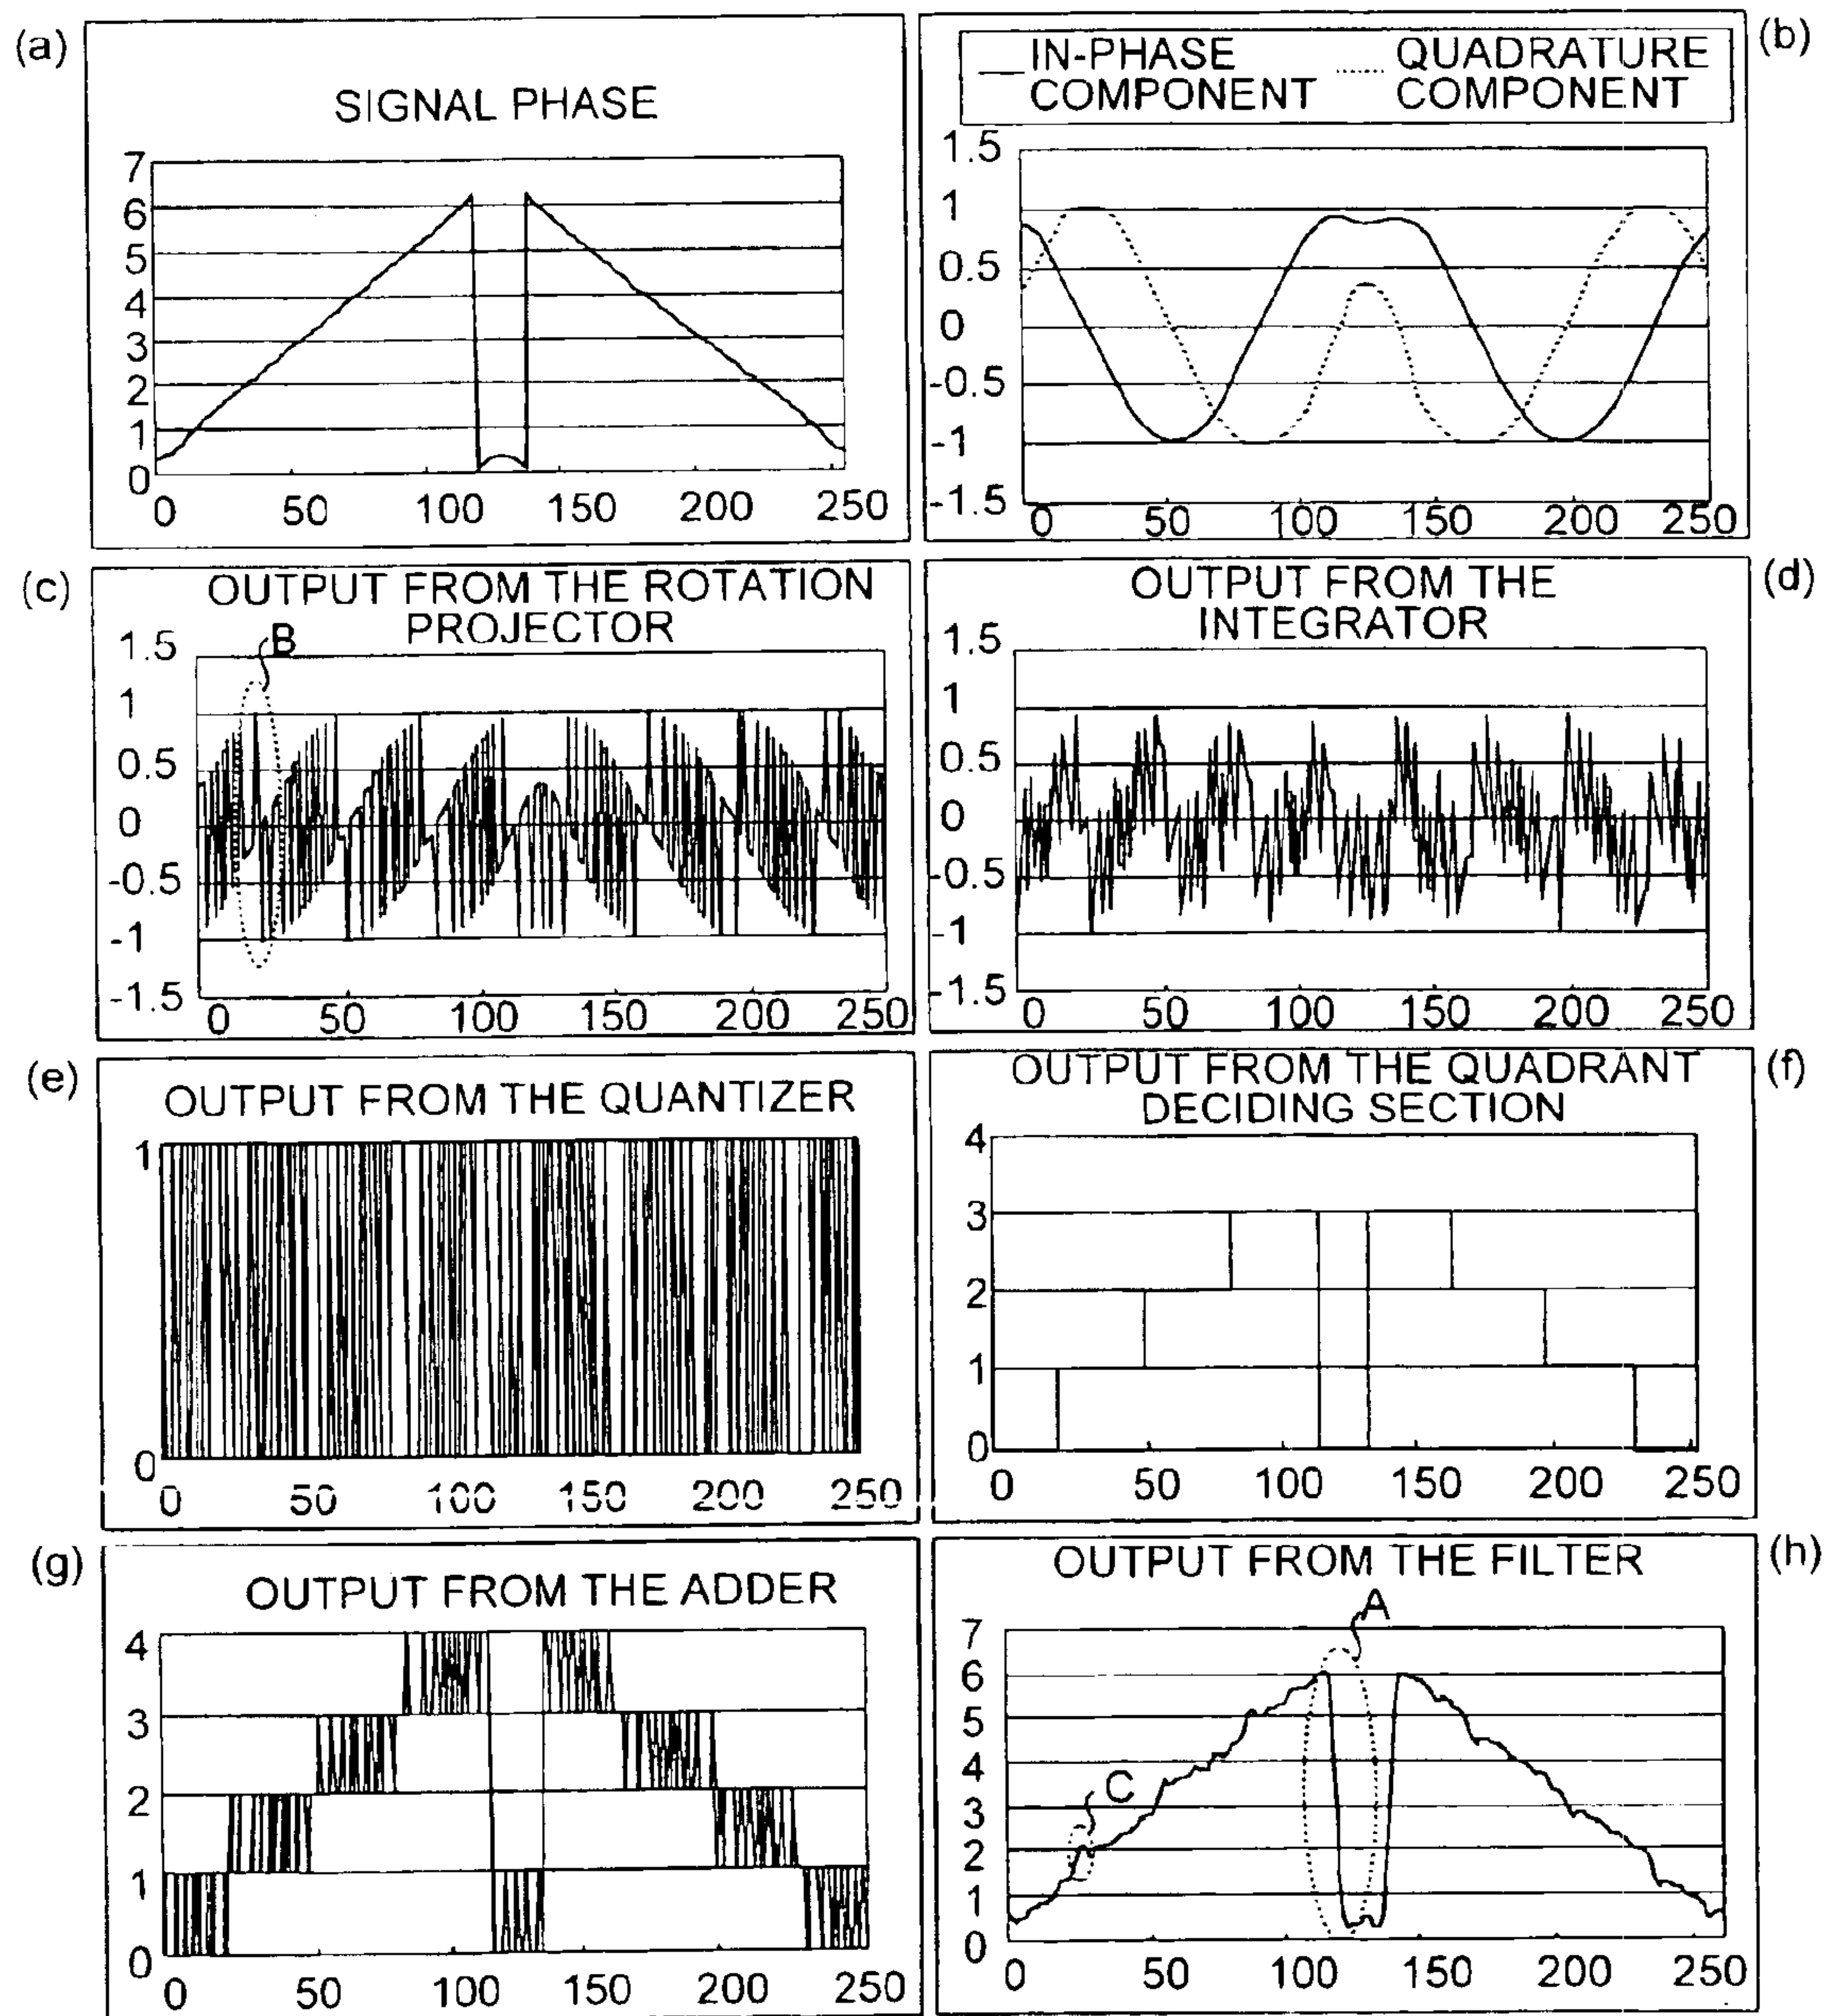 (a)
SIGNAL PHASE
7
6
5
4
3
2
1
0
0 50 100 150 200 250
(b)
IN-PHASE COMPONENT
QUADRATURE COMPONENT
1.5
1
0.5
0
-0.5
-1
-1.5
0 50 100 150 200 250
(c)
OUTPUT FROM THE ROTATION
PROJECTOR
B
1.5
1
0.5
0
-0.5
-1
-1.5
0 50 100 150 200 250
(d)
OUTPUT FROM THE
INTEGRATOR
1.5
1
0.5
0
-0.5
-1
-1.5
0 50 100 150 200 250
(e)
OUTPUT FROM THE QUANTIZER
1
0
0 50 100 150 200 250
(f)
OUTPUT FROM THE QUADRANT
DECIDING SECTION
4
3
2
1
0
0 50 100 150 200 250
(g)
OUTPUT FROM THE ADDER
4
3
2
1
0
0 50 100 150 200 250
(h)
OUTPUT FROM THE FILTER
A
7
6
5
4
C
3
2
1
0
0 50 100 150 200 250